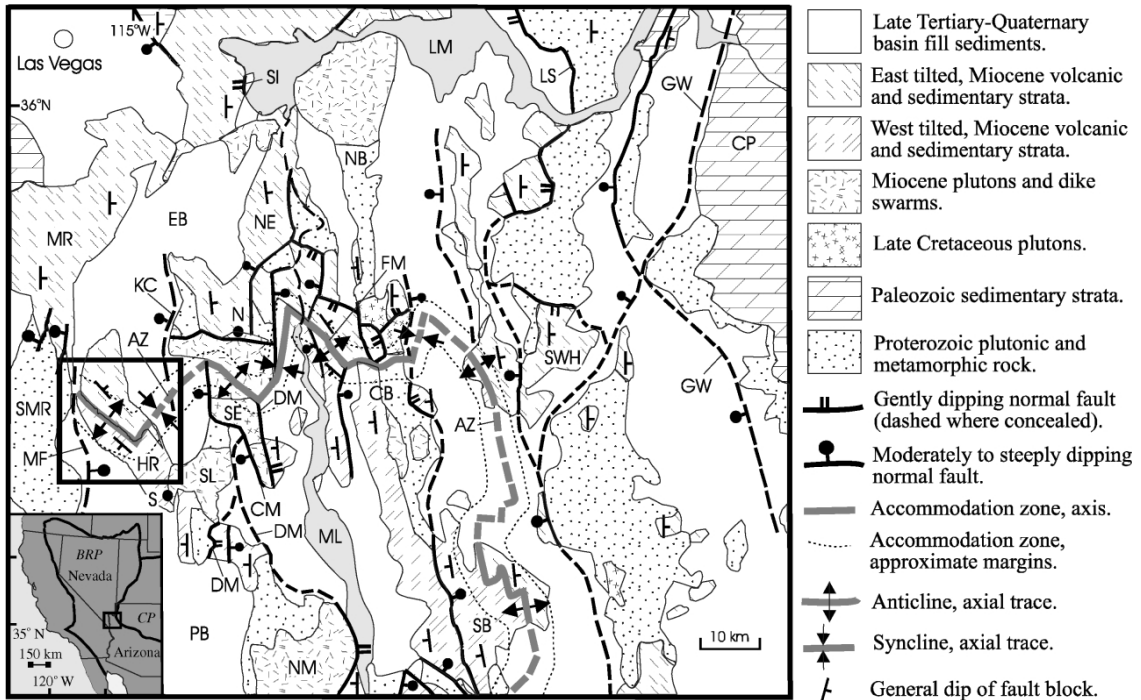 115°W
Las Vegas
SI
LM
LS
GW
36°N
CP
NB
EB
NE
MR
FM
KC
N
AZ
SWH
GW
SMR
SE
DM
CB
AZ
MF
HR
SL
S
CM
DM
ML
DM
BRP
Nevada
CP
35° N
Arizona
150 km
120° W
PB
NM
SB
10 km
Late Tertiary-Quaternary
basin fill sediments.
East tilted, Miocene volcanic
and sedimentary strata.
West tilted, Miocene volcanic
and sedimentary strata.
Miocene plutons and dike
swarms.
Late Cretaceous plutons.
Paleozoic sedimentary strata.
Proterozoic plutonic and
metamorphic rock.
Gently dipping normal fault
(dashed where concealed).
Moderately to steeply dipping
normal fault.
Accommodation zone, axis.
Accommodation zone,
approximate margins.
Anticline, axial trace.
Syncline, axial trace.
General dip of fault block.